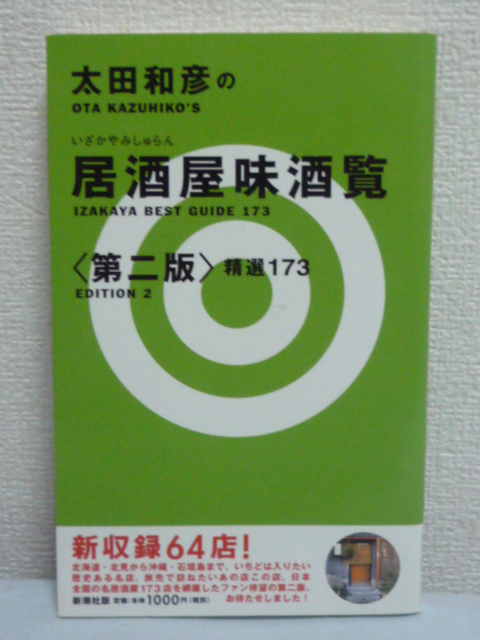 太田和彦の
OTA KAZUHIKO'S
いざかやみしゅらん
居酒屋味酒覧
IZAKAYA BEST GUIDE 173
〈第二版〉精選173
EDITION 2
新収録64店!
北海道・北見から沖縄・石垣島まで、いちどは入りたい
歴史ある名店、旅先で訪ねたいあの店この店。日本
全国の名居酒屋173店を網羅したファン待望の第二版、
お待たせしました!
新潮社版 定価:本体1000円(税別)